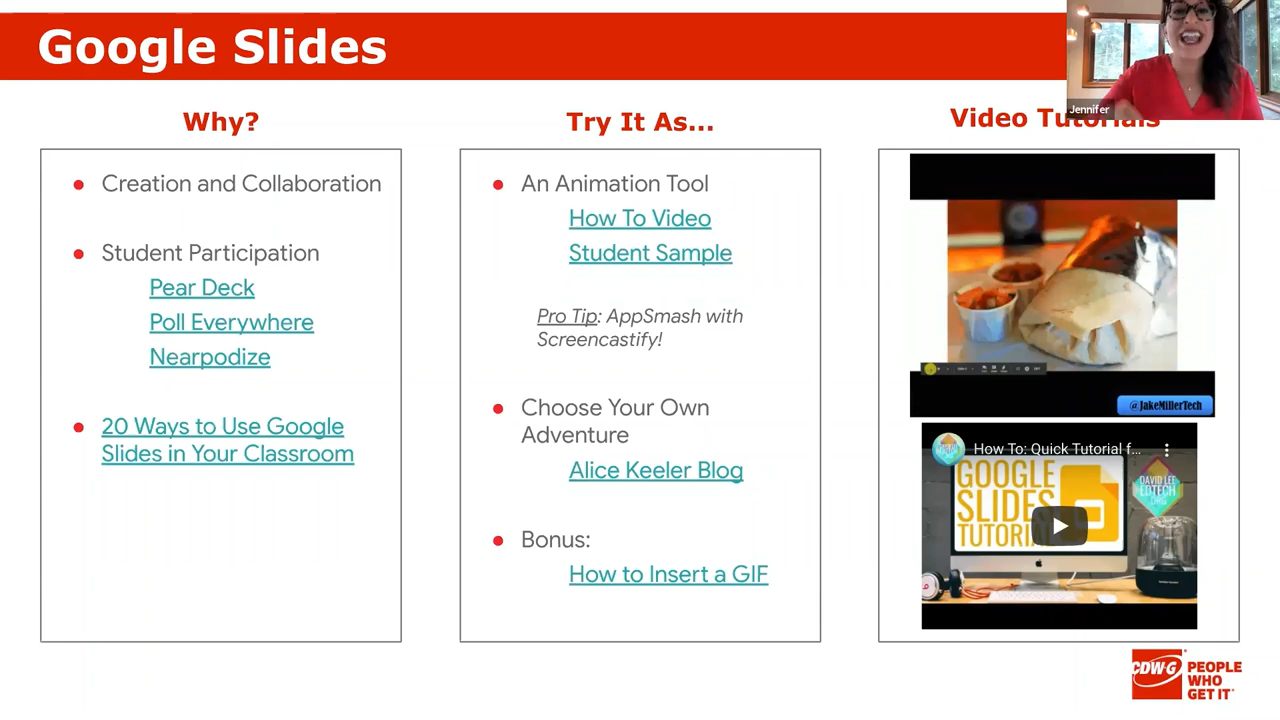 Google Slides
Jennifer
Why?
Creation and Collaboration
Student Participation
Pear Deck
Poll Everywhere
Nearpodize
20 Ways to Use Google
Slides in Your Classroom
Try It As...
An Animation Tool
How To Video
Student Sample
Pro Tip: AppSmash with
Screencastify!
Choose Your Own
Adventure
Alice Keeler Blog
Bonus:
How to Insert a GIF
Video Tutorials
@JakeMillerTech
How To: Quick Tutorial f...
GOOGLE
SLIDES
TUTORIAL
DAVID LEE
EDTECH
CDW·G
PEOPLE
WHO
GET IT